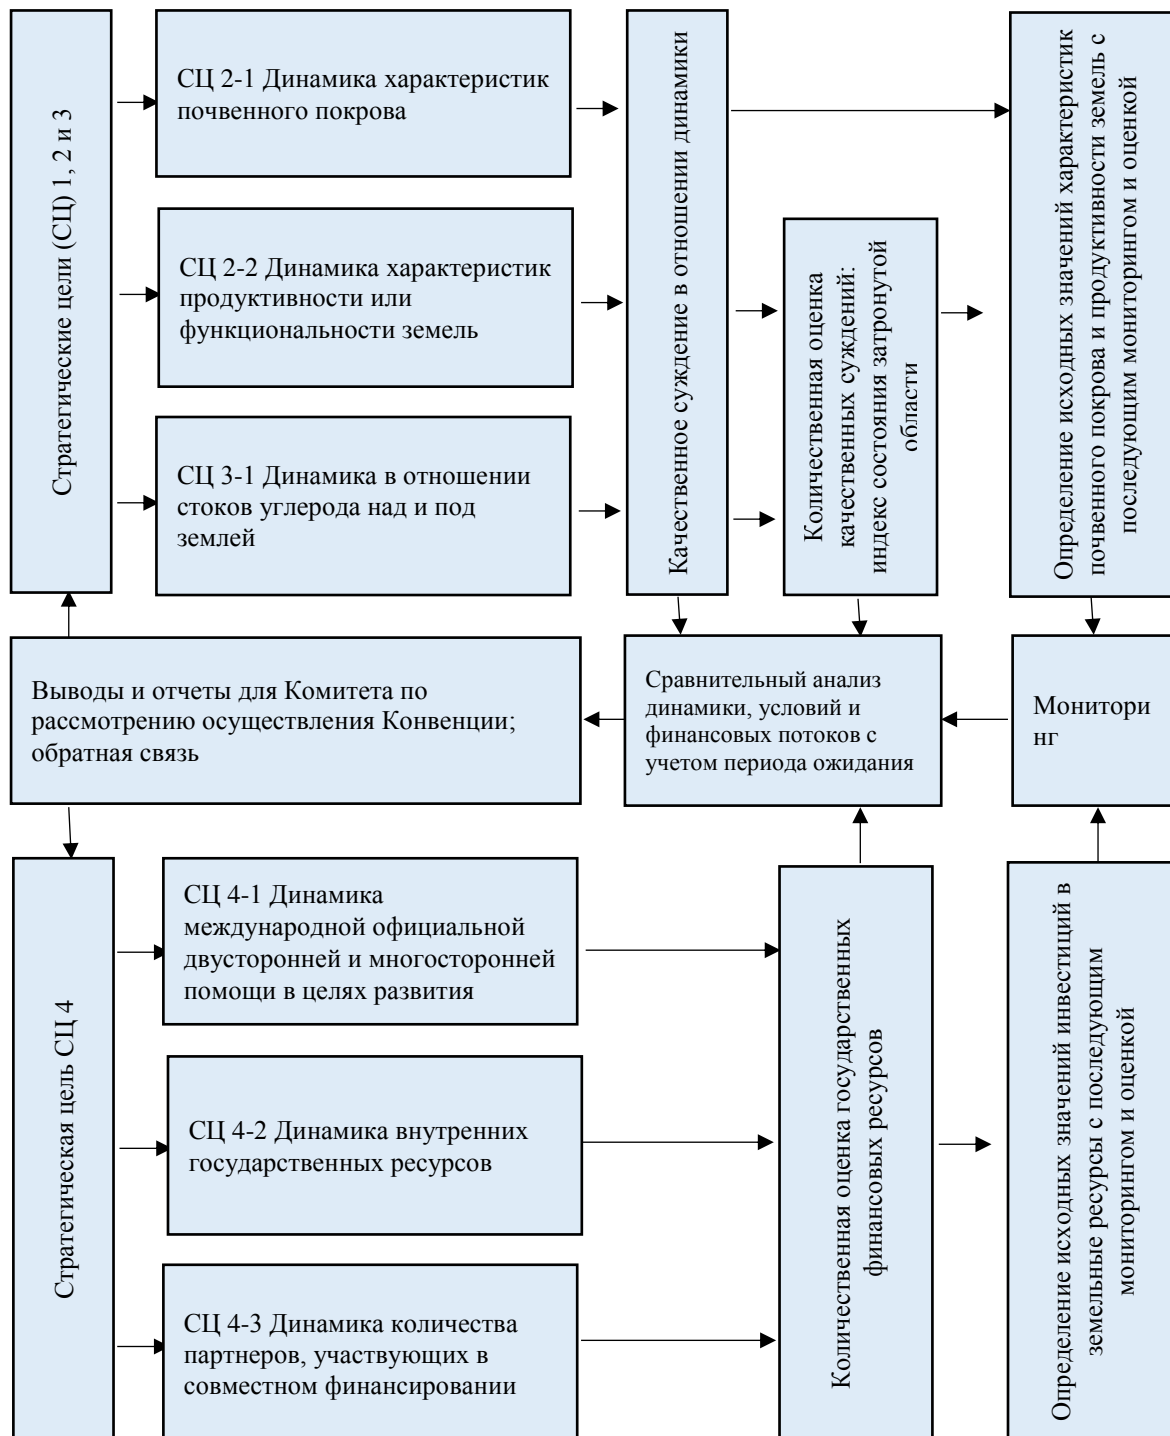 Стратегические цели (СЦ) 1, 2 и 3
СЦ 2-1 Динамика характеристик
почвенного покрова
СЦ 2-2 Динамика характеристик
продуктивности или
функциональности земель
СЦ 3-1 Динамика в отношении
стоков углерода над и под
землей
Качественное суждение в отношении динамики
Количественная оценка
качественных суждений:
индекс состояния затронутой
области
Определение исходных значений характеристик
почвенного покрова и продуктивности земель с
последующим мониторингом и оценкой
Выводы и отчеты для Комитета по
рассмотрению осуществления Конвенции;
обратная связь
Сравнительный анализ
динамики, условий и
финансовых потоков с
учетом периода ожидания
Монитори
нг
Стратегическая цель СЦ 4
СЦ 4-1 Динамика
международной официальной
двусторонней и многосторонней
помощи в целях развития
СЦ 4-2 Динамика внутренних
государственных ресурсов
СЦ 4-3 Динамика количества
партнеров, участвующих в
совместном финансировании
Количественная оценка государственных
финансовых ресурсов
Определение исходных значений инвестиций в
земельные ресурсы с последующим
мониторингом и оценкой